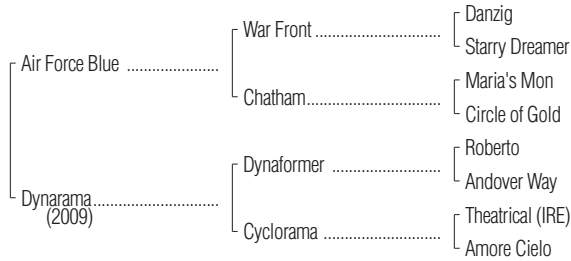 Danzig
War Front ........................
Starry Dreamer
Air Force Blue ......................
Maria's Mon
Chatham..........................
Circle of Gold
Roberto
Dynaformer ....................
Andover Way
Dynarama..............................
(2009)
Theatrical (IRE)
Cyclorama ......................
Amore Cielo